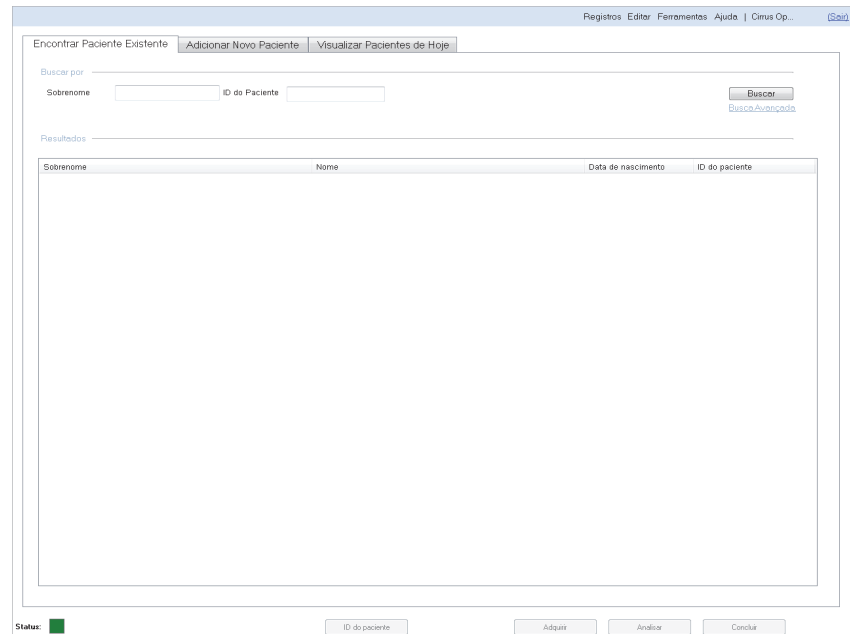 Registros Editar Ferramentas Ajuda | Cirrus Op... (Sair)
Encontrar Paciente Existente Adicionar Novo Paciente Visualizar Pacientes de Hoje
Buscar por
Sobrenome ID do Paciente Buscar
Busca Avançada
Resultados
Sobrenome Nome Data de nascimento ID do paciente
Status: ID do paciente Adquirir Analisar Concluir